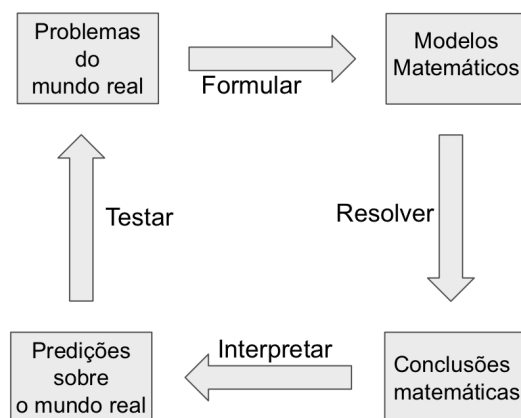 Problemas
do
mundo real
Formular
Modelos
Matemáticos
Testar
Resolver
Predições
sobre
o mundo real
Interpretar
Conclusões
matemáticas